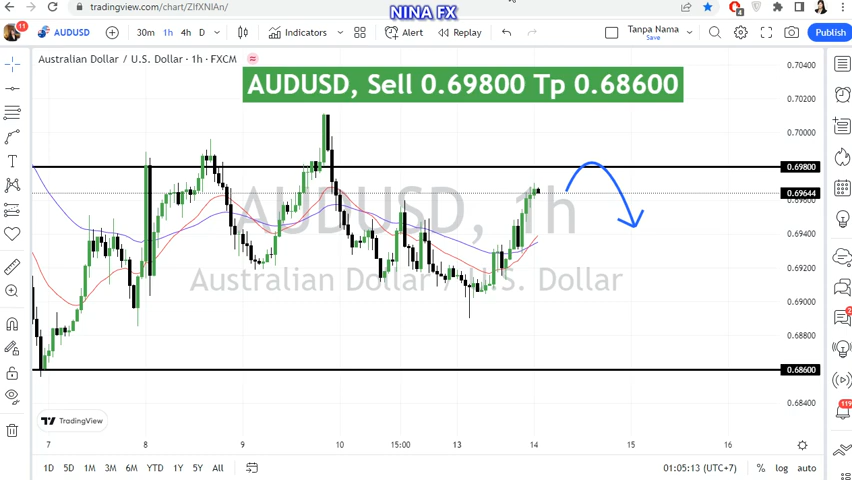 NINA FX
tradingview.com/chart/ZIfXNIAn/
11
AUDUSD
30m 1h 4h D
Indicators
Alert
Replay
Tanpa Nama
Save
Publish
Australian Dollar / U.S. Dollar · 1h · FXCM
AUDUSD, Sell 0.69800 Tp 0.68600
AUDUSD, 1h
Australian Dollar / U.S. Dollar
0.70400
0.70200
0.70000
0.69800
0.69644
0.69400
0.69200
0.69000
0.68800
0.68600
0.68400
TradingView
7 8 9 10 15:00 13 14 15 16
1D 5D 1M 3M 6M YTD 1Y 5Y All
01:05:13 (UTC+7)
% log auto
119